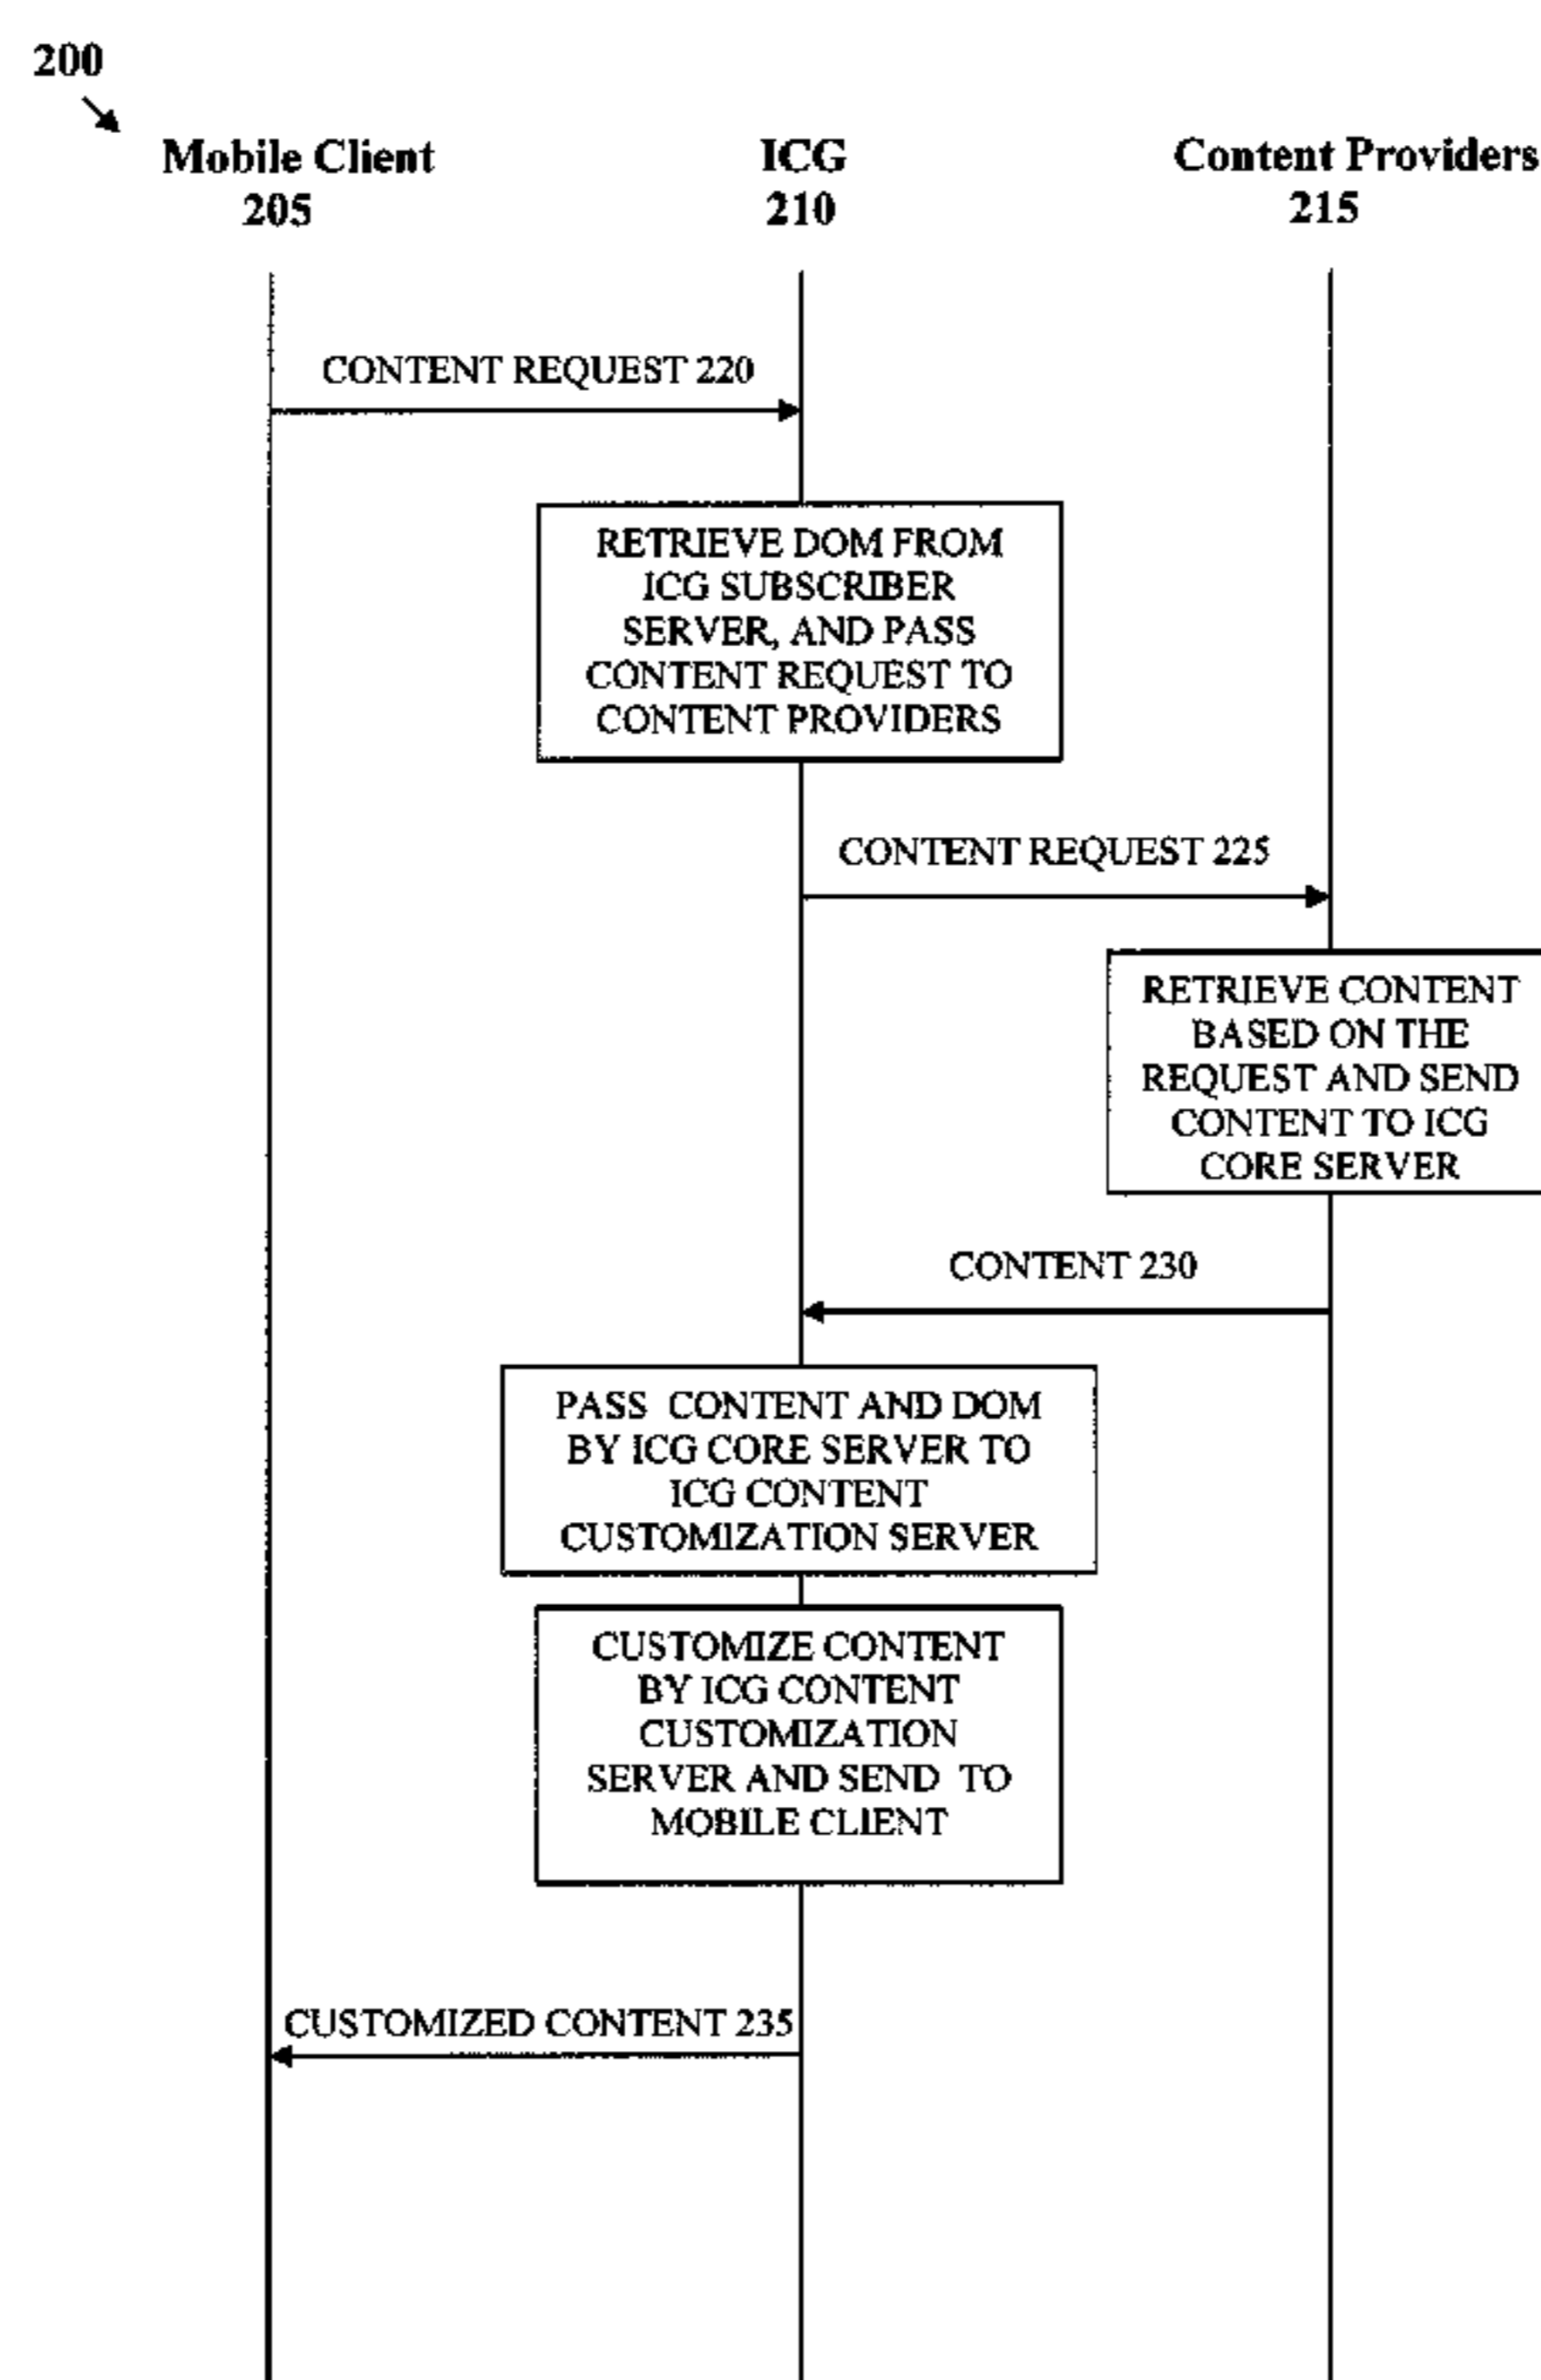 200
Mobile Client
205
ICG
210
Content Providers
215
CONTENT REQUEST 220
RETRIEVE DOM FROM
ICG SUBSCRIBER
SERVER, AND PASS
CONTENT REQUEST TO
CONTENT PROVIDERS
CONTENT REQUEST 225
RETRIEVE CONTENT
BASED ON THE
REQUEST AND SEND
CONTENT TO ICG
CORE SERVER
CONTENT 230
PASS CONTENT AND DOM
BY ICG CORE SERVER TO
ICG CONTENT
CUSTOMIZATION SERVER
CUSTOMIZE CONTENT
BY ICG CONTENT
CUSTOMIZATION
SERVER AND SEND TO
MOBILE CLIENT
CUSTOMIZED CONTENT 235